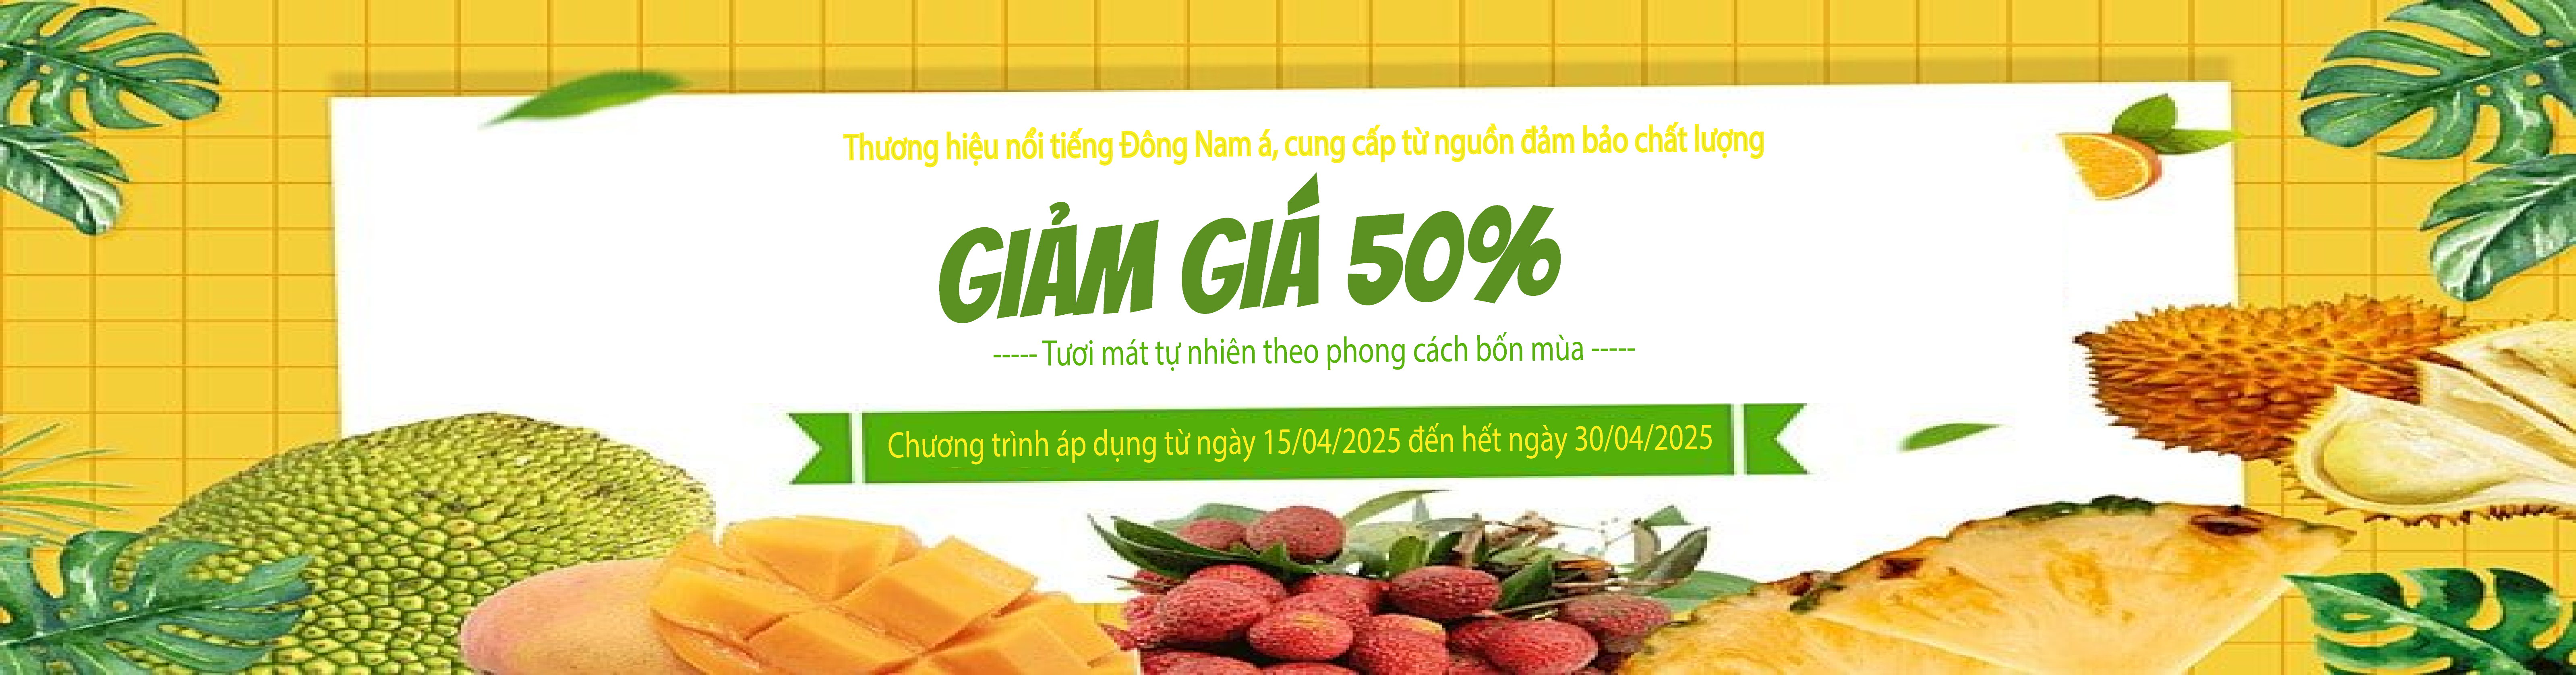 Thương hiệu nổi tiếng Đông Nam á, cung cấp từ nguồn đảm bảo chất lượng
GIẢM GIÁ 50%
----- Tươi mát tự nhiên theo phong cách bốn mùa -----
Chương trình áp dụng từ ngày 15/04/2025 đến hết ngày 30/04/2025